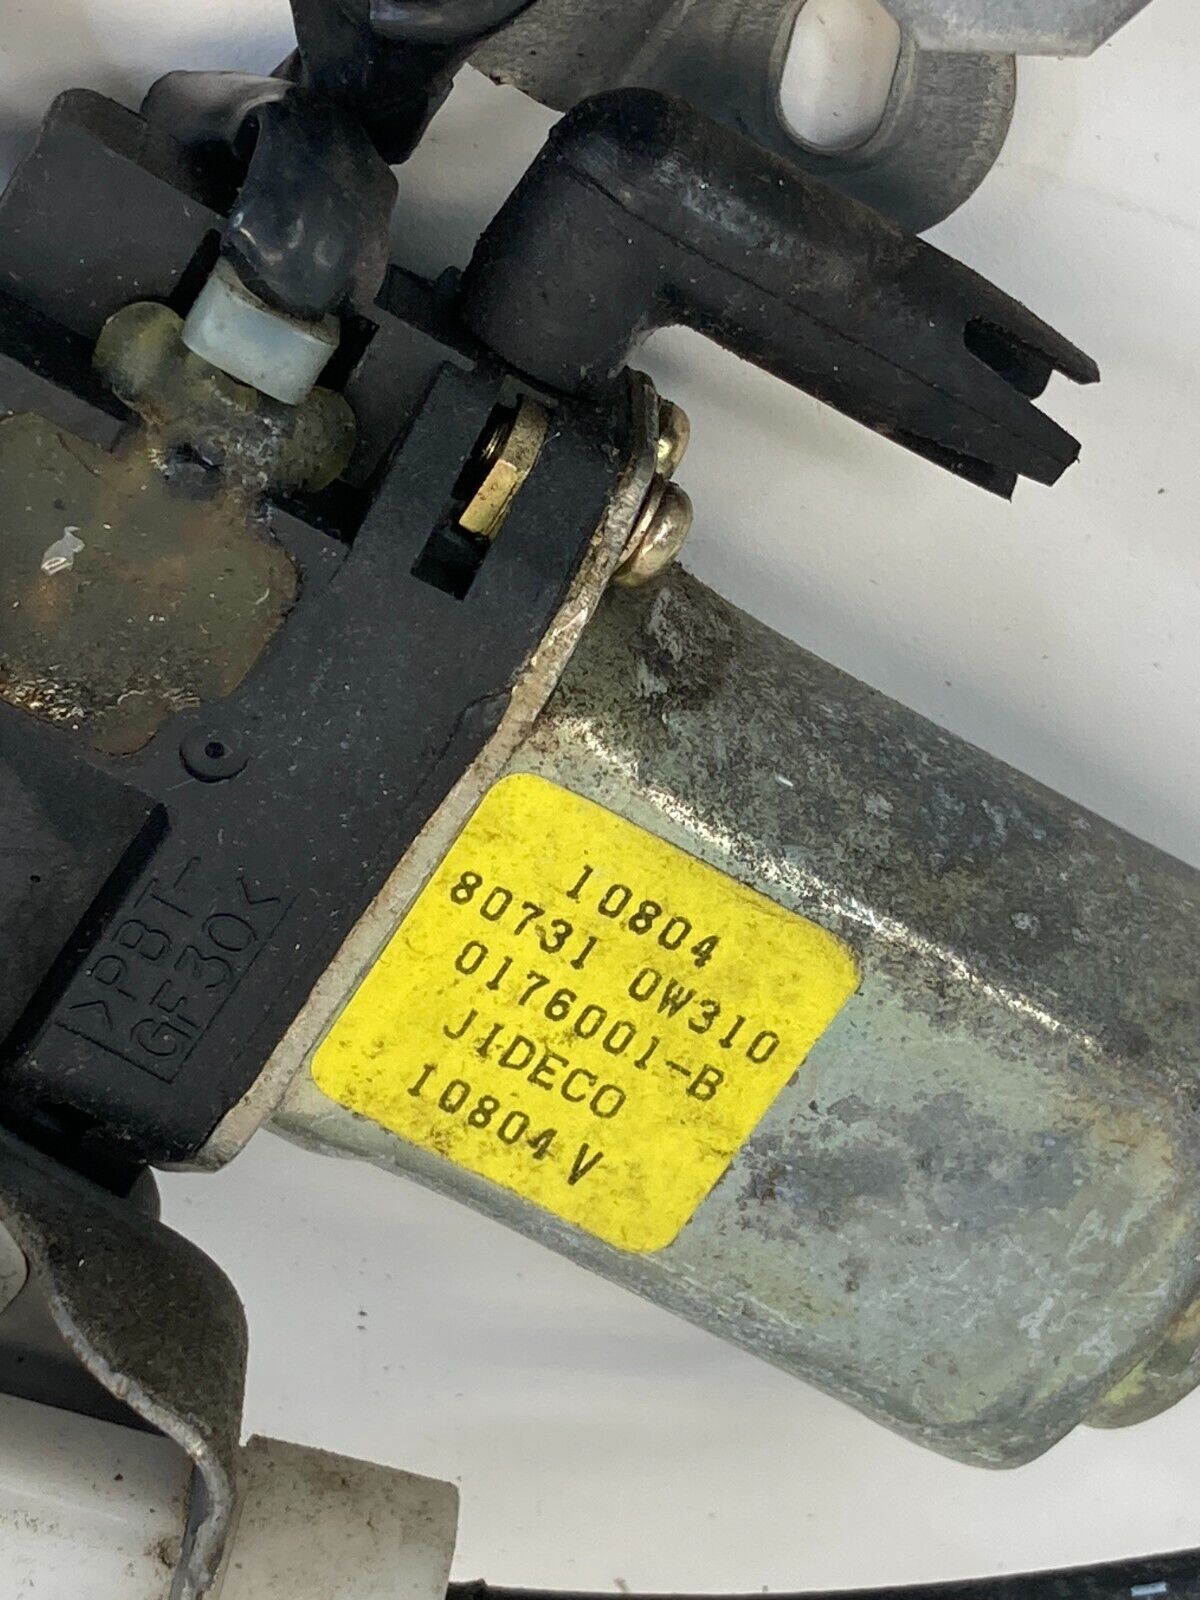 10804
80731 0W310
0176001-B
JIDECO
10804 V
>PBT-
GF30<